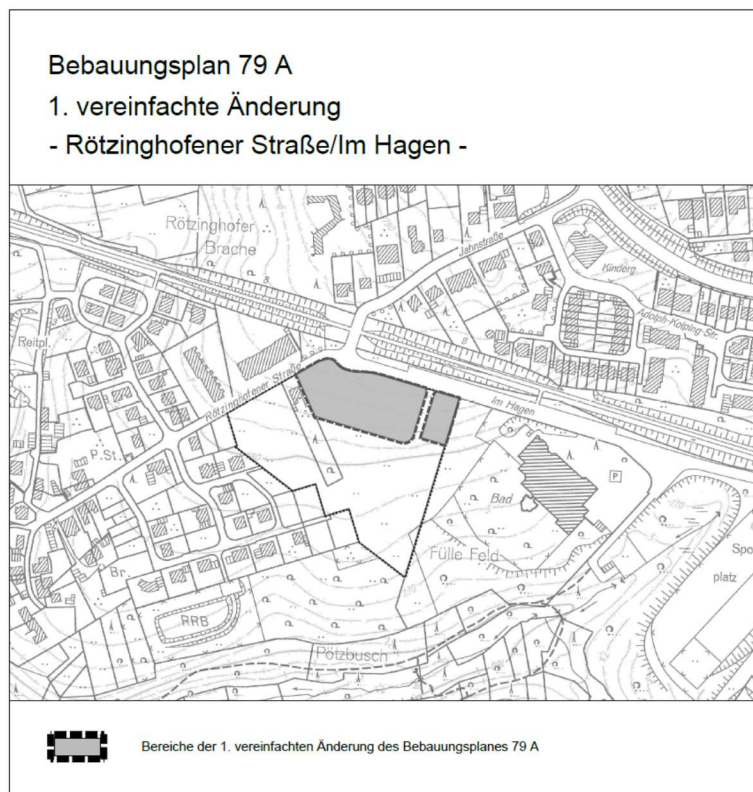 Bebauungsplan 79 A
1. vereinfachte Änderung
- Rötzinghofener Straße/Im Hagen -
Rötzinghofer
Brache
Jahnstraße
Kinderg.
Adolph-Kolping-Str.
Reitpl.
Rötzinghofener Straße
Im Hagen
P.St.
P
Bad
Fülle Feld
Br.
RRB
Spo
platz
Pötzbusch
Bereiche der 1. vereinfachten Änderung des Bebauungsplanes 79 A